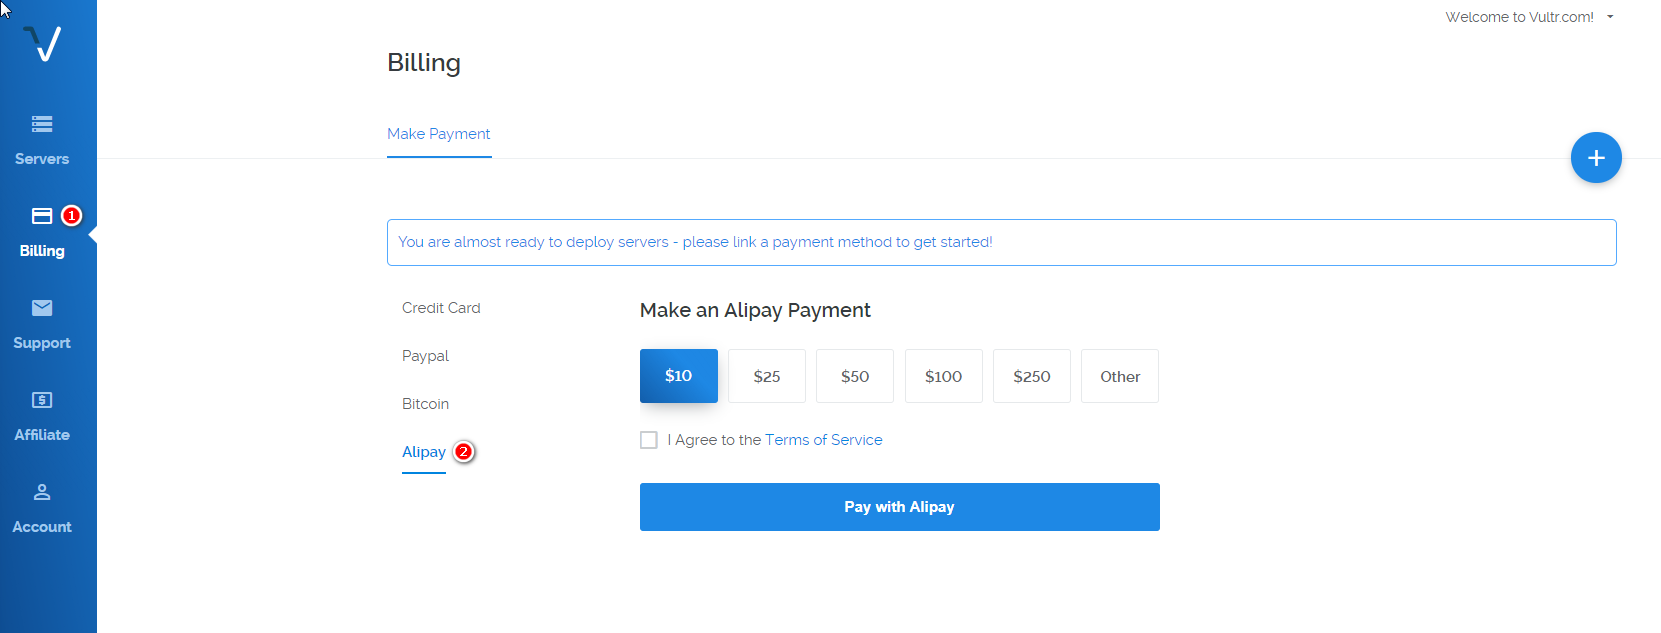 Welcome to Vultr.com!
Billing
Make Payment
Servers
1
Billing
Support
Affiliate
Account
You are almost ready to deploy servers - please link a payment method to get started!
Credit Card
Paypal
Bitcoin
Alipay 2
Make an Alipay Payment
$10 $25 $50 $100 $250 Other
I Agree to the Terms of Service
Pay with Alipay